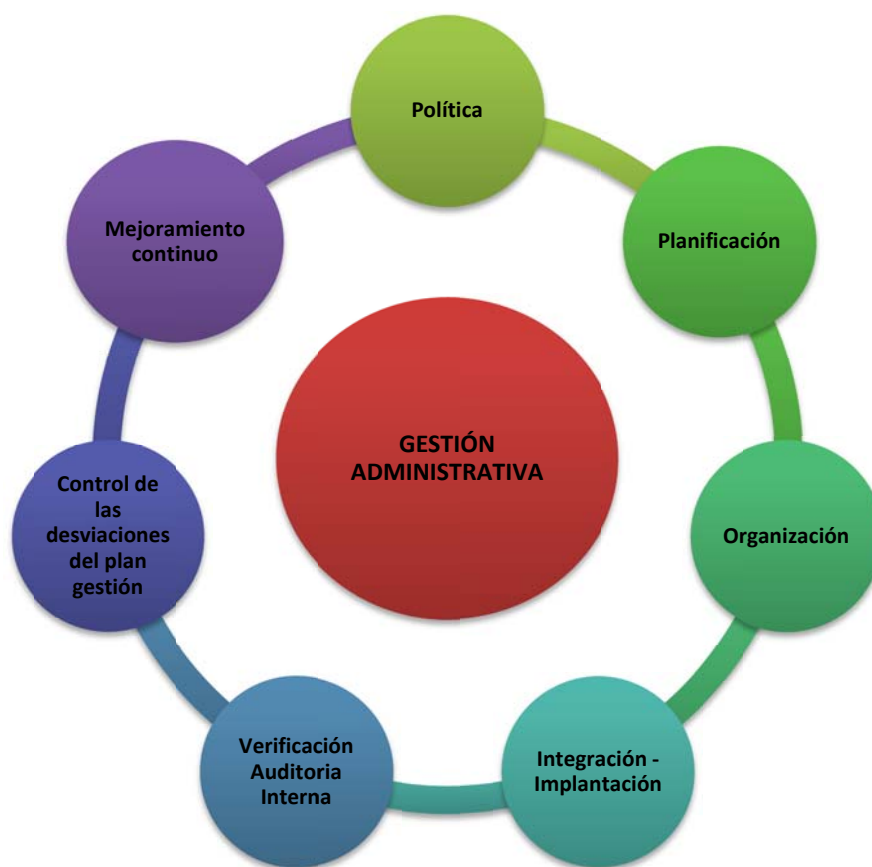 Política
Planificación
Organización
Integración -
Implantación
Verificación
Auditoria
Interna
Control de
las
desviaciones
del plan
gestión
Mejoramiento
continuo
GESTIÓN
ADMINISTRATIVA